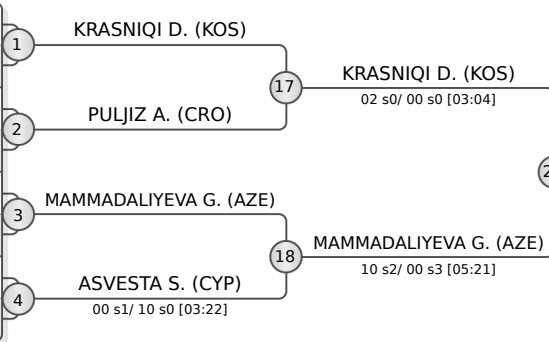 KRASNIQI D. (KOS)
1
17
KRASNIQI D. (KOS)
02 s0/ 00 s0 [03:04]
PULJIZ A. (CRO)
2
2
MAMMADALIYEVA G. (AZE)
3
18
MAMMADALIYEVA G. (AZE)
10 s2/ 00 s3 [05:21]
ASVESTA S. (CYP)
4
00 s1/ 10 s0 [03:22]